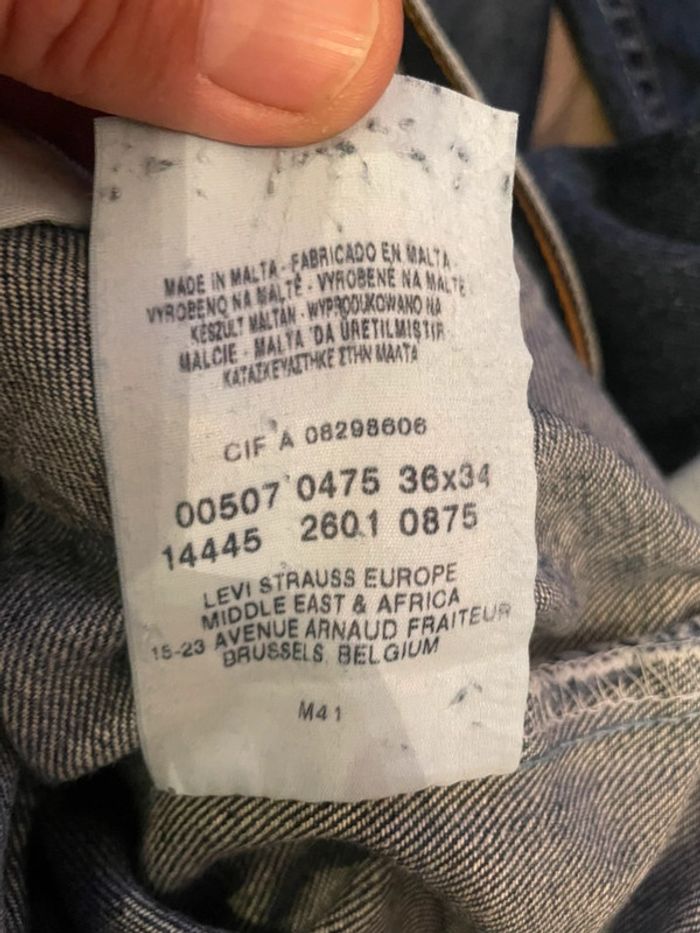 MADE IN MALTA - FABRICADO EN MALTA
VYROBENO NA MALTĚ - VYROBENE NA MALTE
KÉSZÜLT MÁLTÁN - WYPRODUKOWANO NA
MALCIE - MALTA 'DA ÜRETILMIŞTIR
ΚΑΤΑΣΚΕΥΑΣΤΗΚΕ ΣΤΗΝ ΜΑΛΤΑ
CIF A 08298606
00507 0475 36x34
14445 2601 0875
LEVI STRAUSS EUROPE
MIDDLE EAST & AFRICA
15-23 AVENUE ARNAUD FRAITEUR
BRUSSELS, BELGIUM
M41